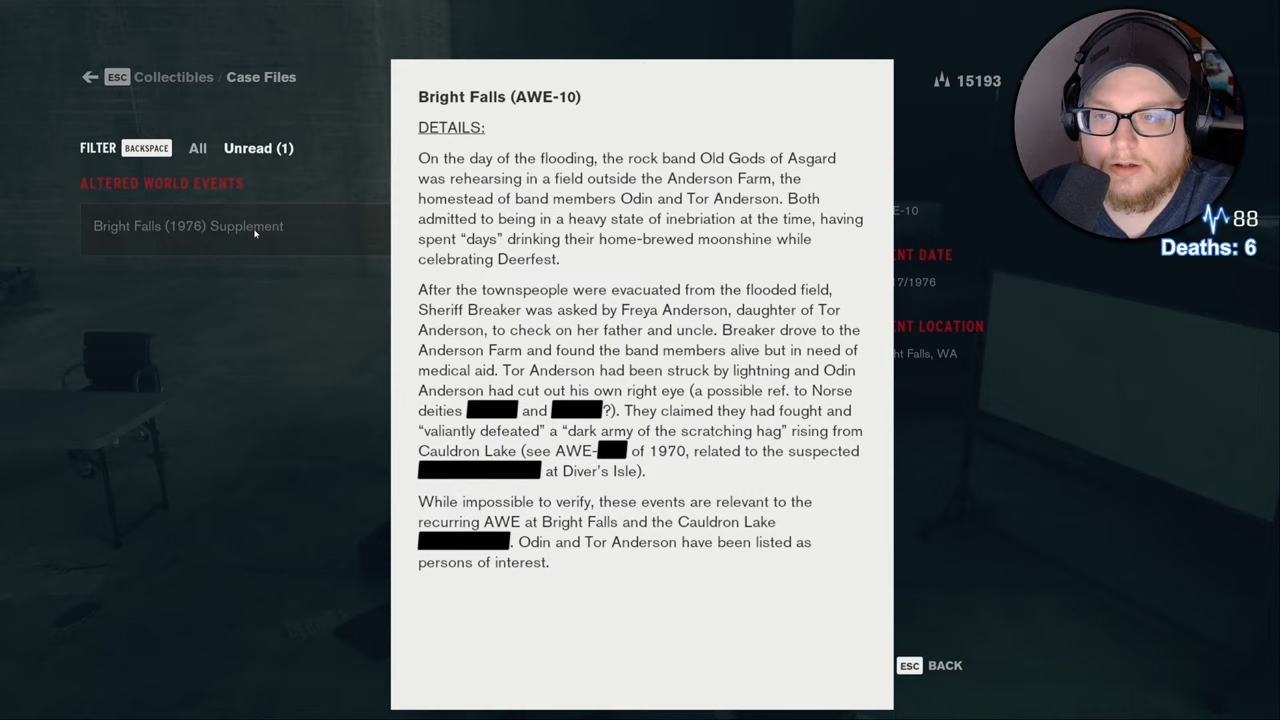 ESC Collectibles / Case Files
15193
FILTER BACKSPACE All Unread (1)
ALTERED WORLD EVENTS
Bright Falls (1976) Supplement
Bright Falls (AWE-10)
DETAILS:
On the day of the flooding, the rock band Old Gods of Asgard
was rehearsing in a field outside the Anderson Farm, the
homestead of band members Odin and Tor Anderson. Both
admitted to being in a heavy state of inebriation at the time, having
spent “days” drinking their home-brewed moonshine while
celebrating Deerfest.
After the townspeople were evacuated from the flooded field,
Sheriff Breaker was asked by Freya Anderson, daughter of Tor
Anderson, to check on her father and uncle. Breaker drove to the
Anderson Farm and found the band members alive but in need of
medical aid. Tor Anderson had been struck by lightning and Odin
Anderson had cut out his own right eye (a possible ref. to Norse
deities and ?). They claimed they had fought and
“valiantly defeated” a “dark army of the scratching hag” rising from
Cauldron Lake (see AWE- of 1970, related to the suspected
at Diver's Isle).
While impossible to verify, these events are relevant to the
recurring AWE at Bright Falls and the Cauldron Lake
. Odin and Tor Anderson have been listed as
persons of interest.
E-10
ENT DATE
17/1976
ENT LOCATION
ht Falls, WA
88
Deaths: 6
ESC BACK